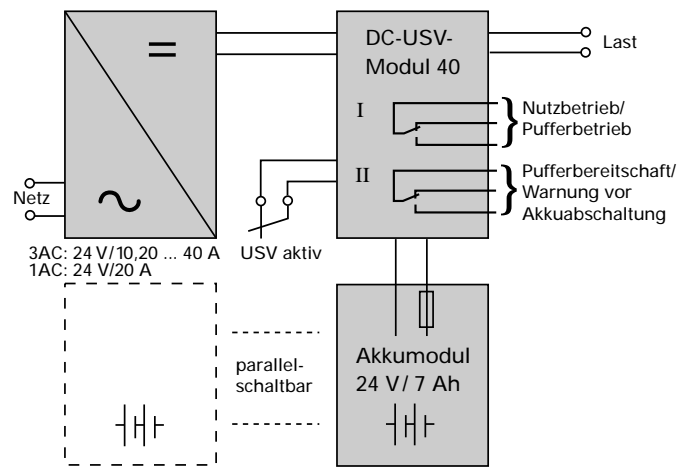 DC-USV-
Modul 40
Last
I
Nutzbetrieb/
Pufferbetrieb
II
Pufferbereitschaft/
Warnung vor
Akkuabschaltung
Netz
3AC: 24 V/10,20 ... 40 A
1AC: 24 V/20 A
USV aktiv
parallel-
schaltbar
Akkumodul
24 V/ 7 Ah